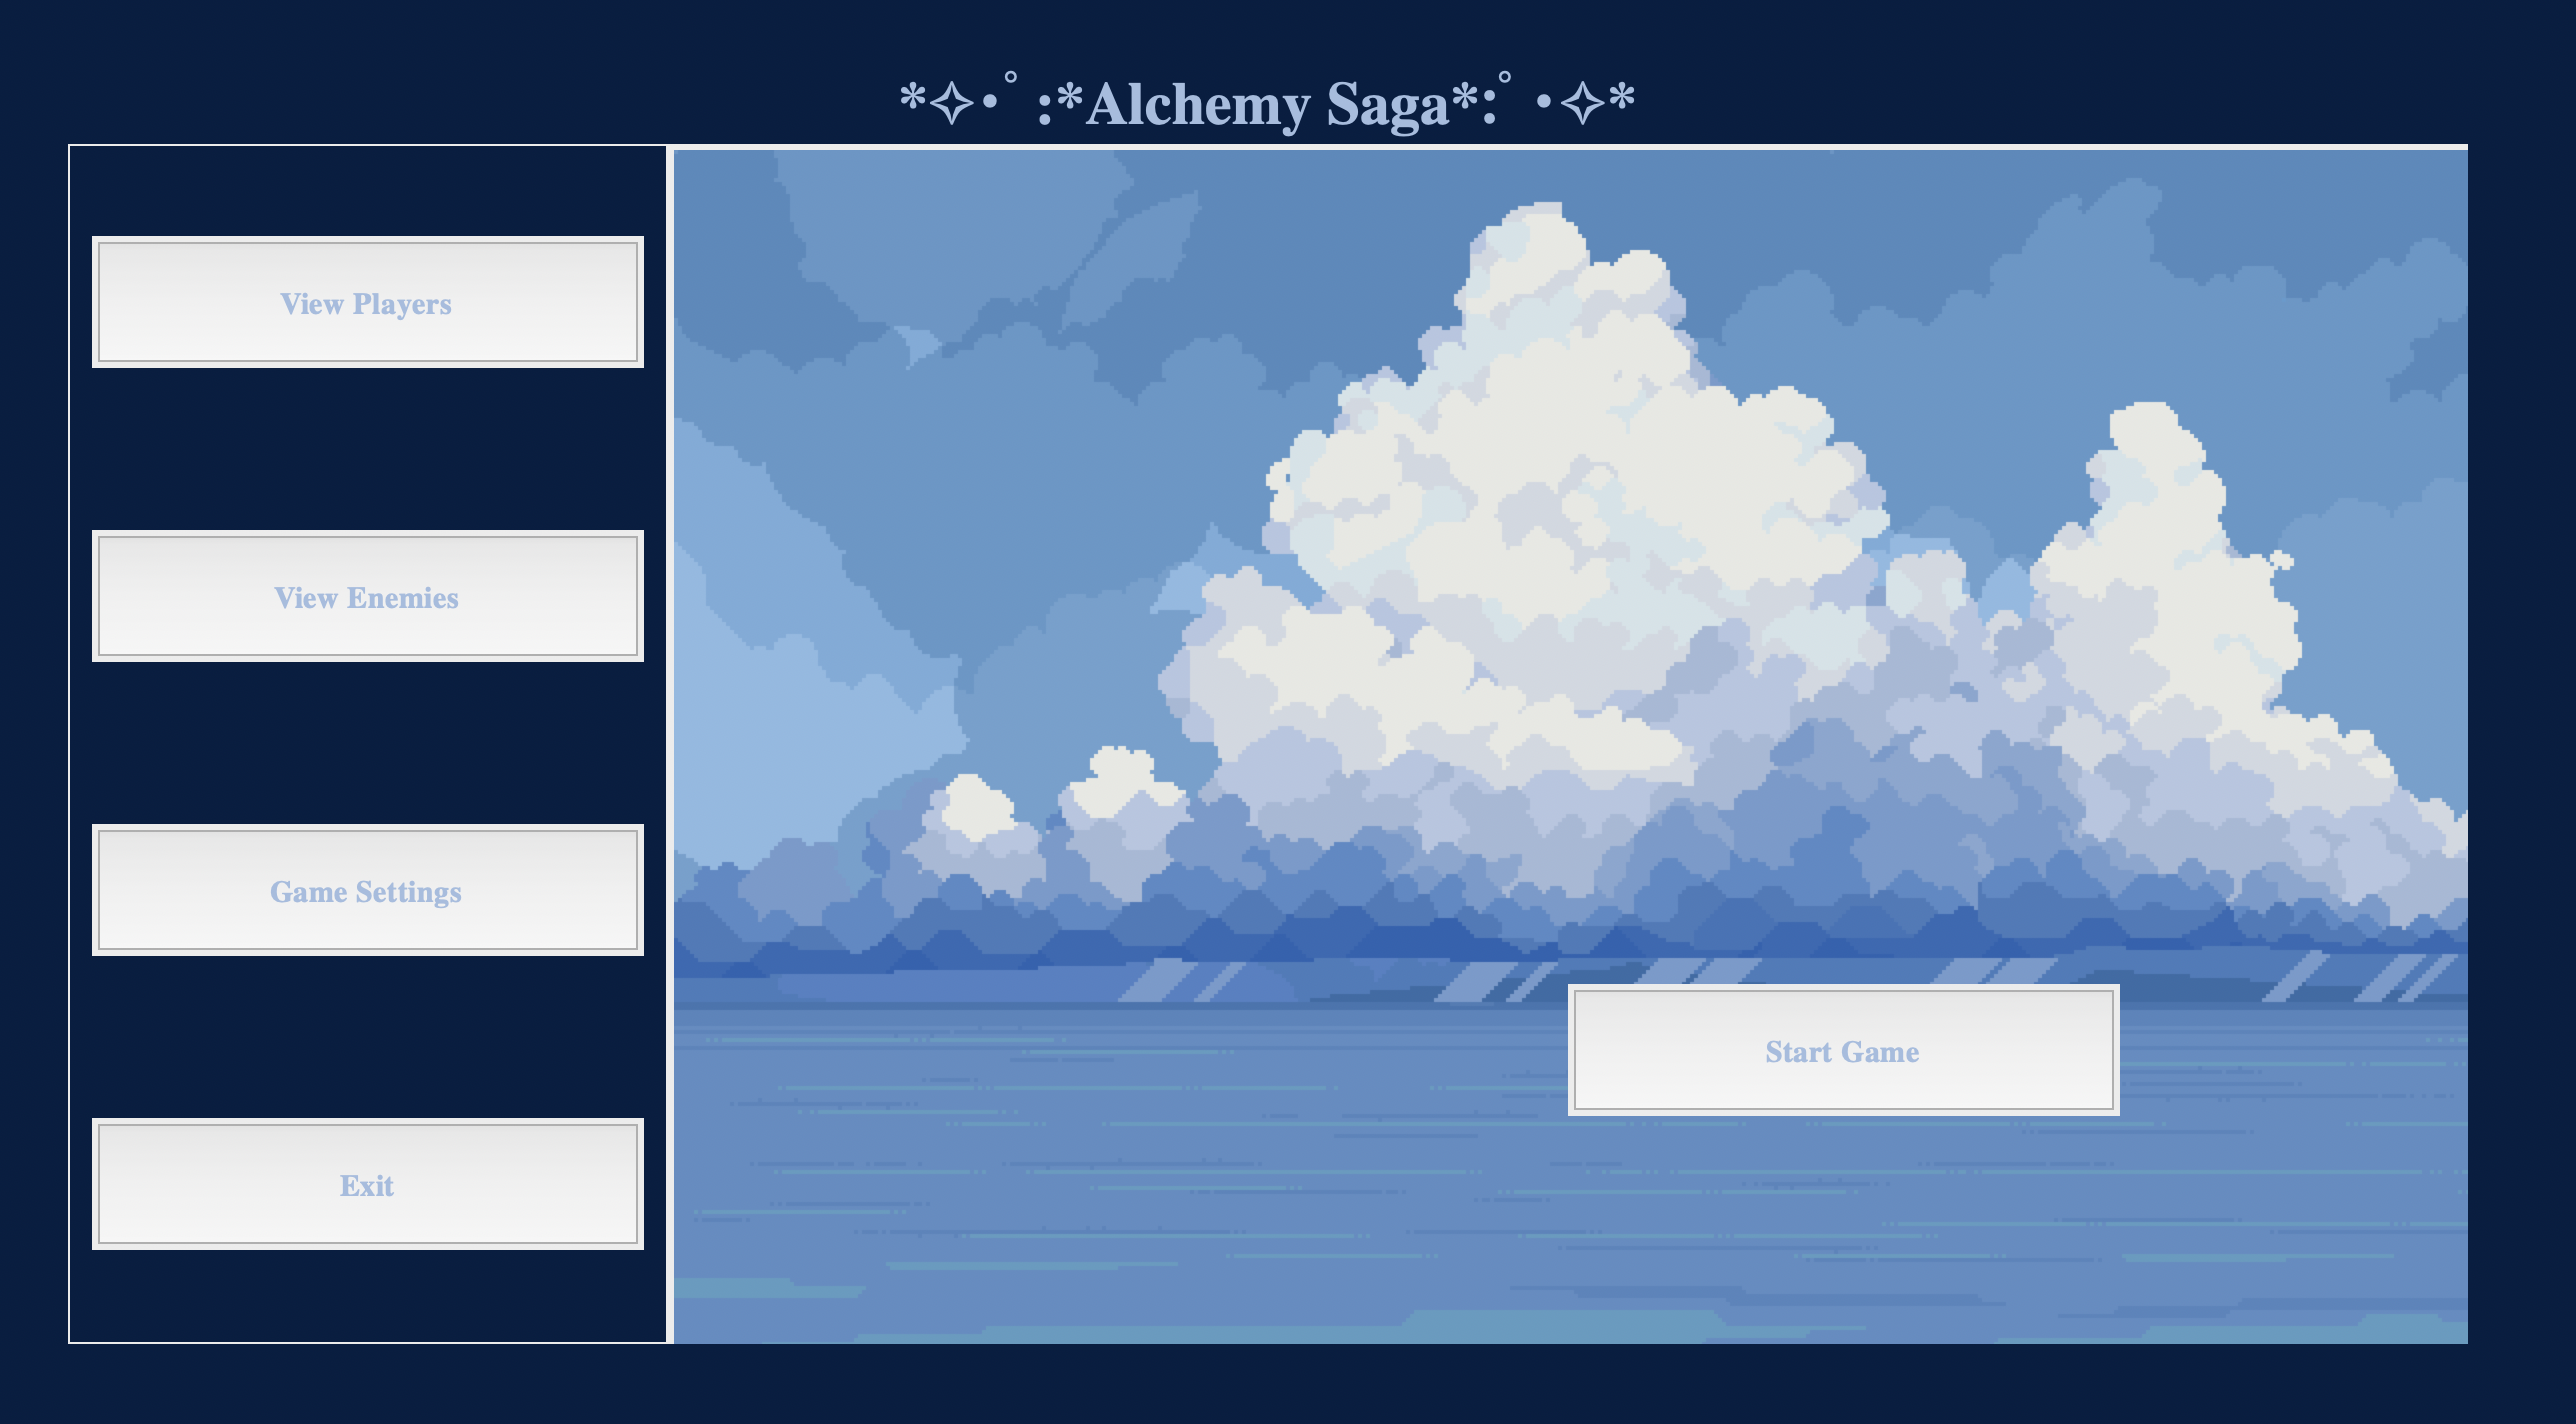 *✧･ﾟ:*Alchemy Saga*:ﾟ･✧*
View Players
View Enemies
Game Settings
Start Game
Exit